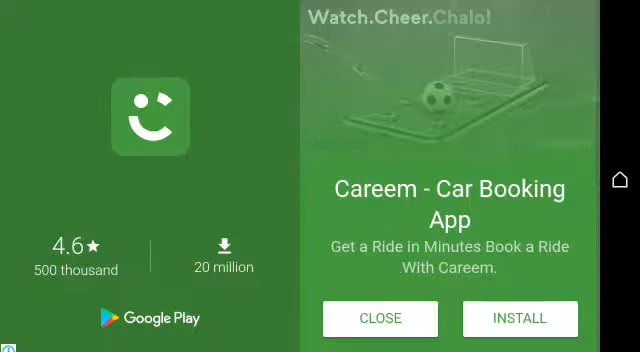 Watch.Cheer.Chalo!
Careem - Car Booking
App
Get a Ride in Minutes Book a Ride
With Careem.
4.6★
500 thousand
20 million
Google Play
CLOSE
INSTALL